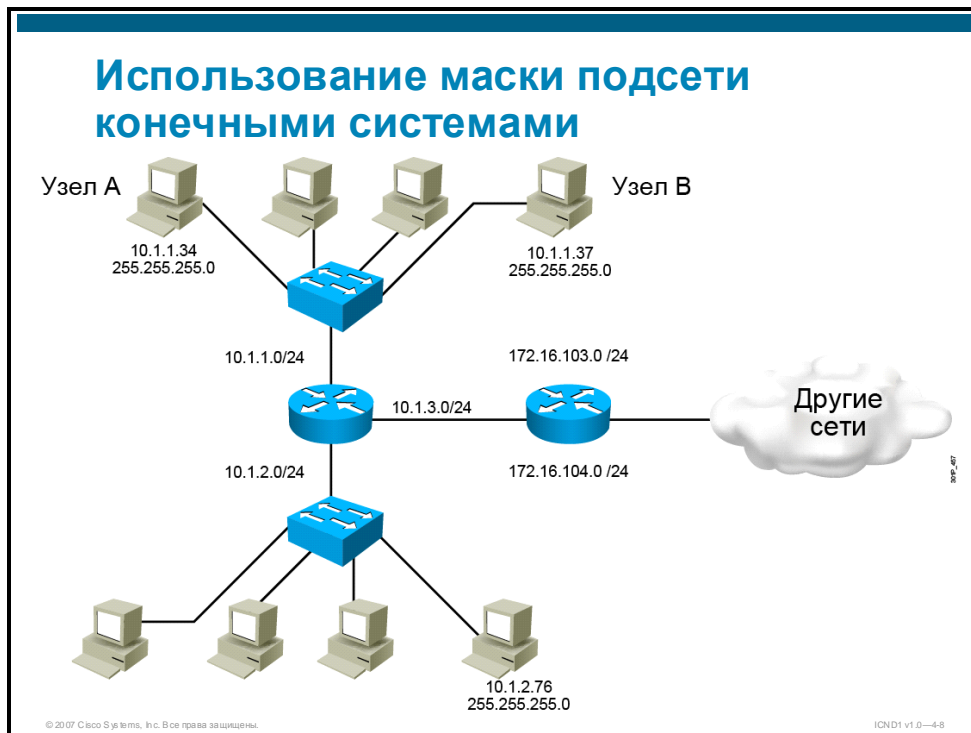 Использование маски подсети
конечными системами
Узел A
Узел B
10.1.1.34
255.255.255.0
10.1.1.37
255.255.255.0
10.1.1.0/24
172.16.103.0 /24
10.1.3.0/24
Другие
сети
10.1.2.0/24
172.16.104.0 /24
10.1.2.76
255.255.255.0
© 2007 Cisco Systems, Inc. Все права защищены.
ICND1 v1.0—4-8